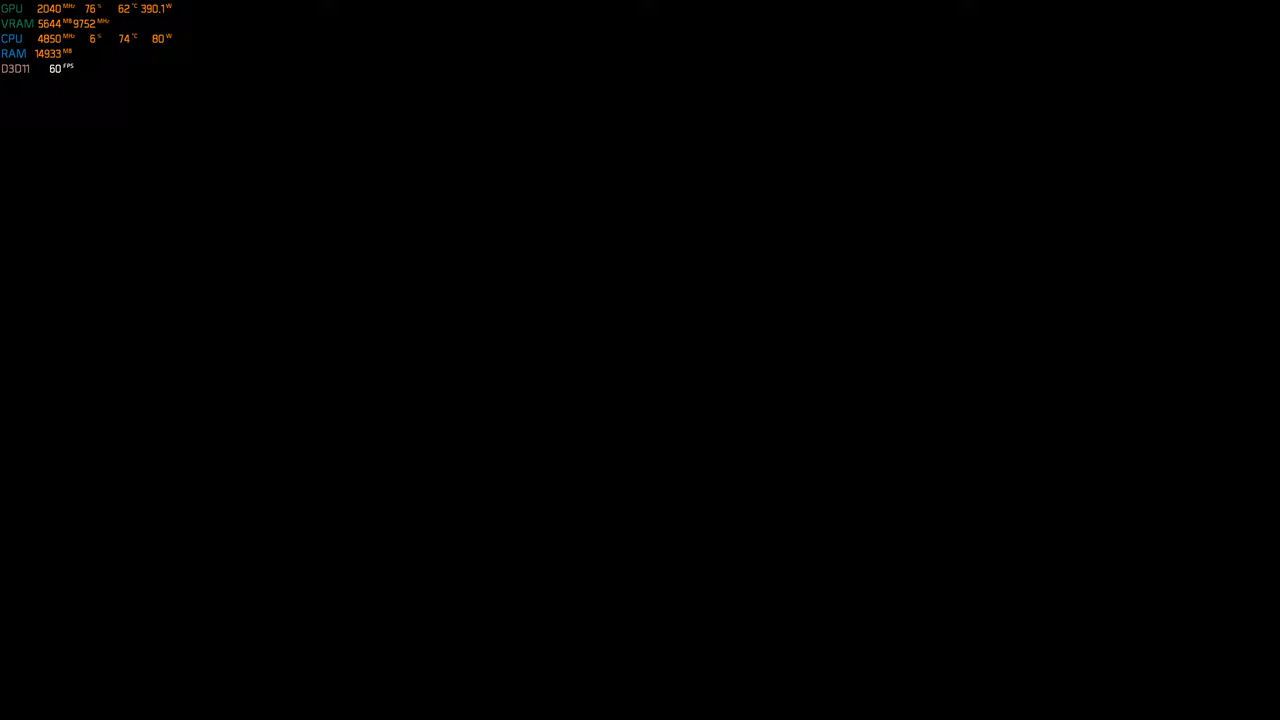 GPU 2040 MHz 76 % 62 °C 390.1 W
VRAM 5644 MB 9752 MHz
CPU 4850 MHz 6 % 74 °C 80 W
RAM 14933 MB
D3D11 60 FPS